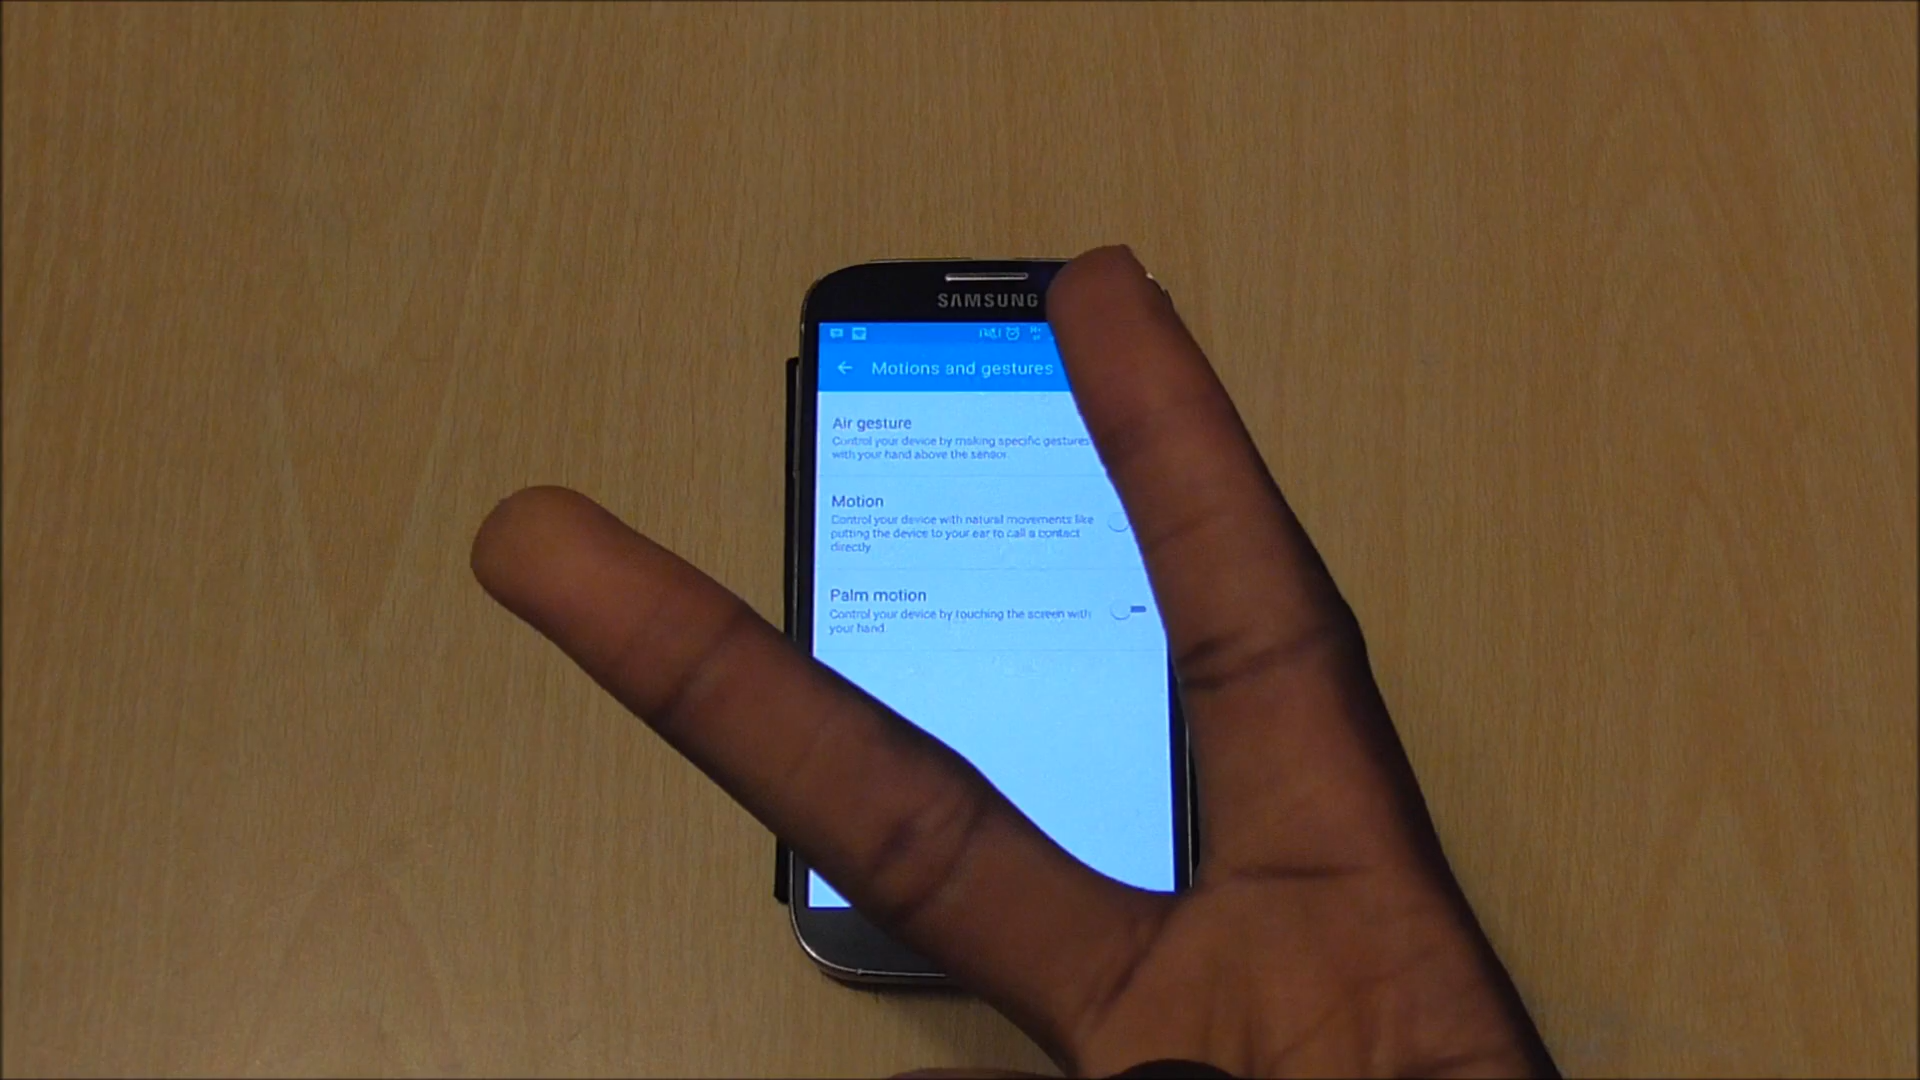 SAMSUNG
Motions and gestures
Air gesture
Control your device by making specific gestures
with your hand above the sensor.
Motion
Control your device with natural movements like
putting the device to your ear to call a contact
directly.
Palm motion
Control your device by touching the screen with
your hand.